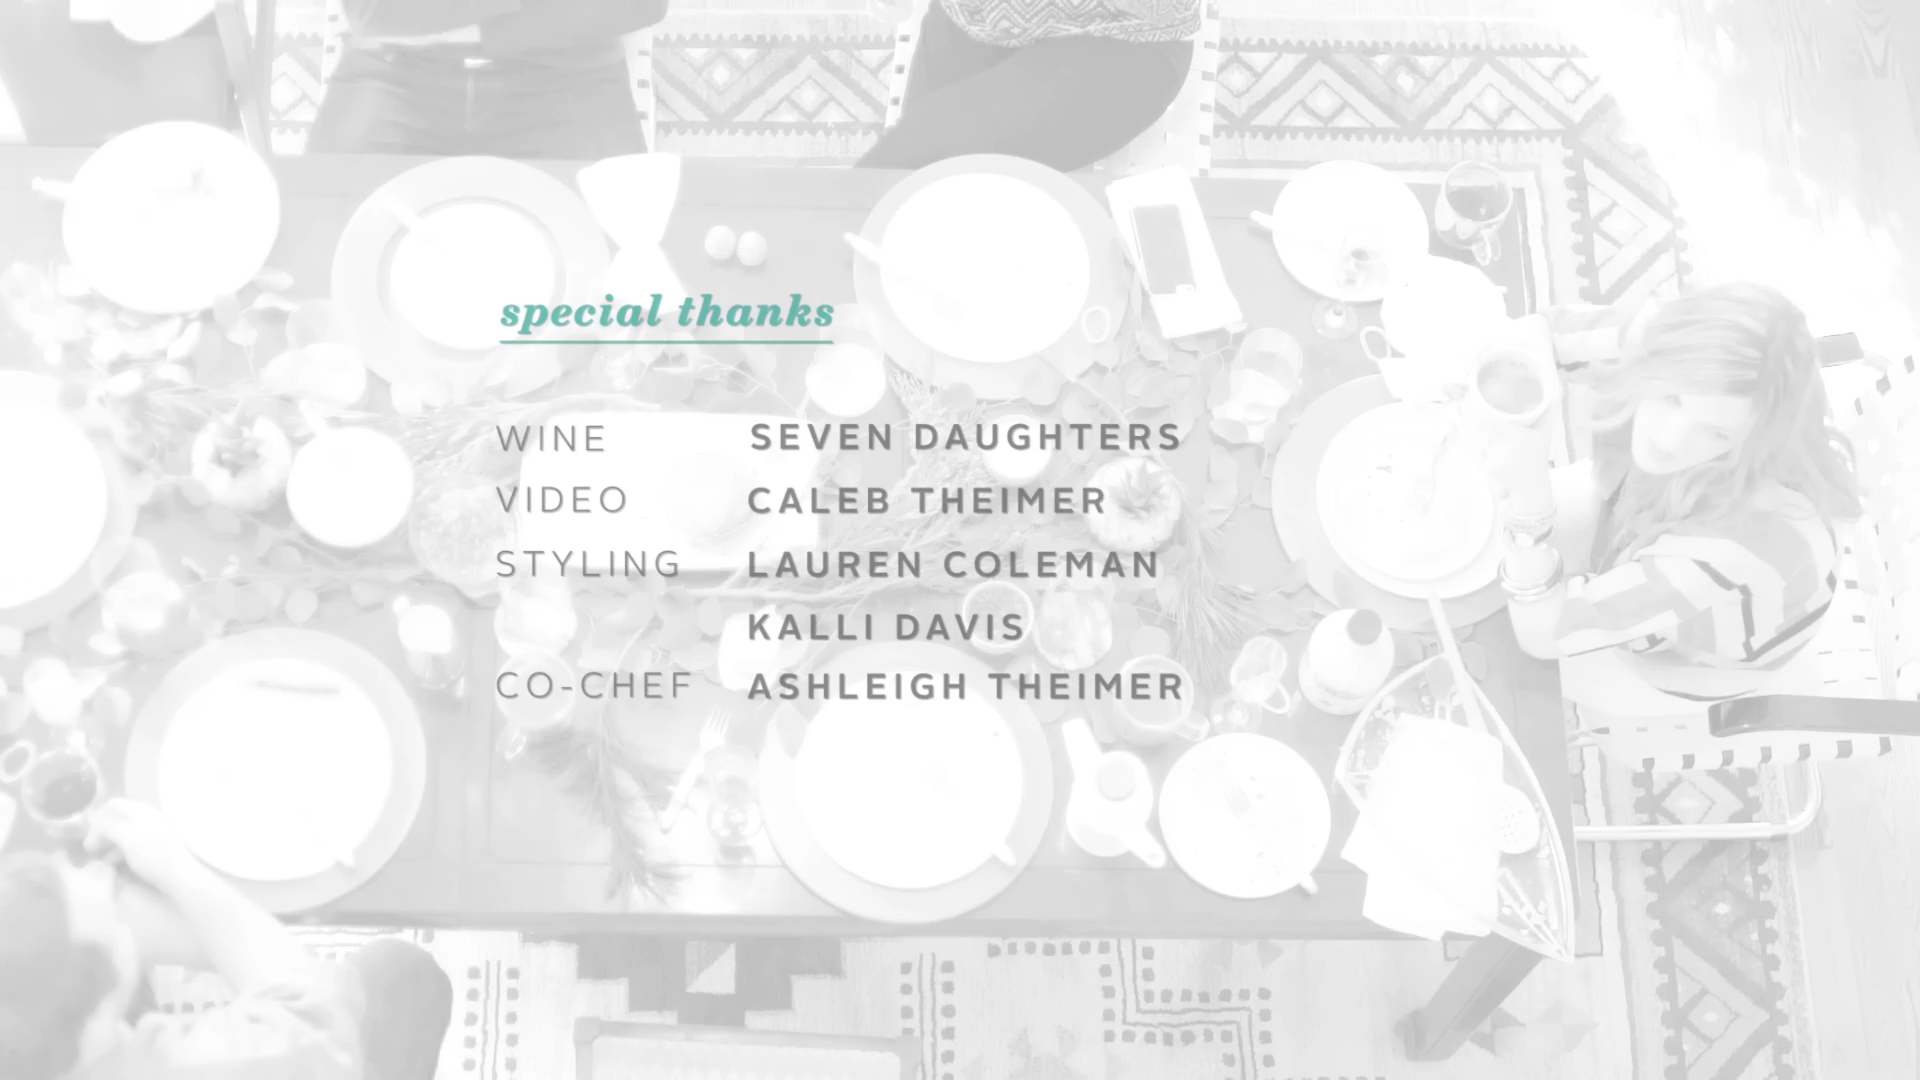 special thanks
WINE SEVEN DAUGHTERS
VIDEO CALEB THEIMER
STYLING LAUREN COLEMAN
KALLI DAVIS
CO-CHEF ASHLEIGH THEIMER